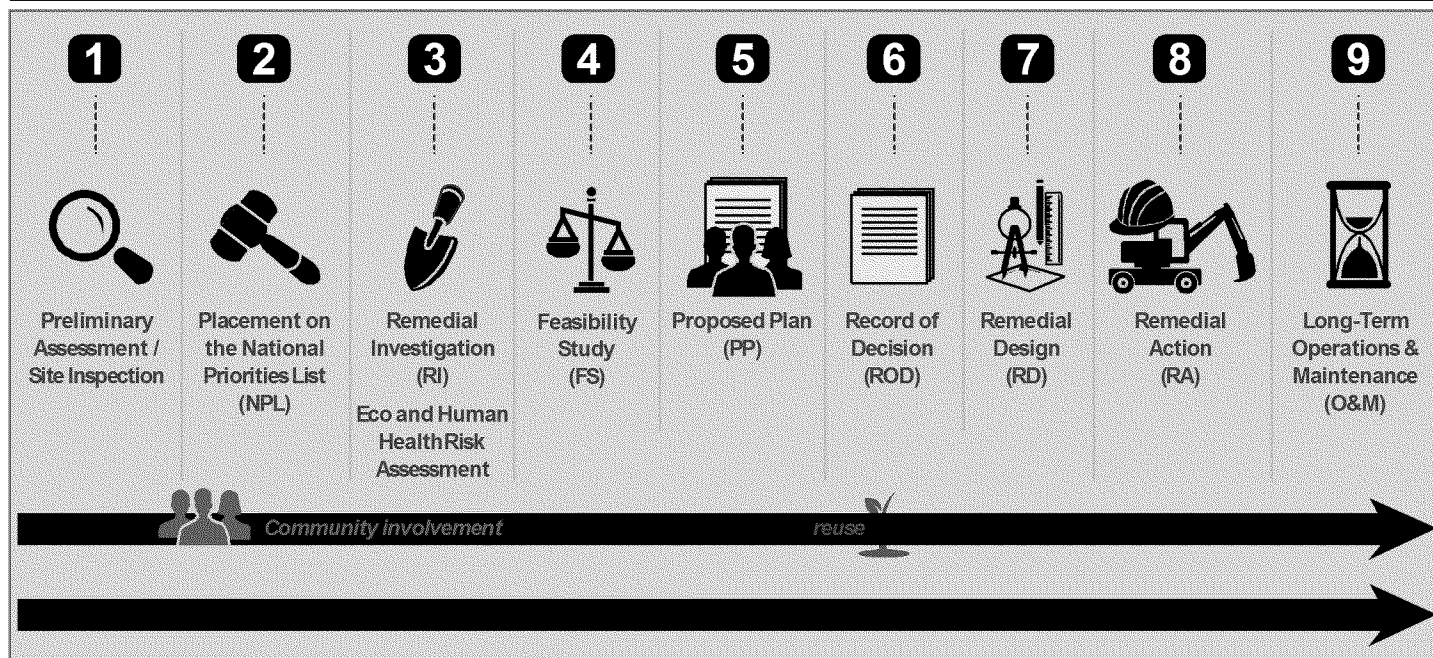 1 2 3 4 5 6 7 8 9
Preliminary
Assessment /
Site Inspection
Placement on
the National
Priorities List
(NPL)
Remedial
Investigation
(RI)
Eco and Human
Health Risk
Assessment
Feasibility
Study
(FS)
Proposed Plan
(PP)
Record of
Decision
(ROD)
Remedial
Design
(RD)
Remedial
Action
(RA)
Long-Term
Operations &
Maintenance
(O&M)
Community involvement
reuse